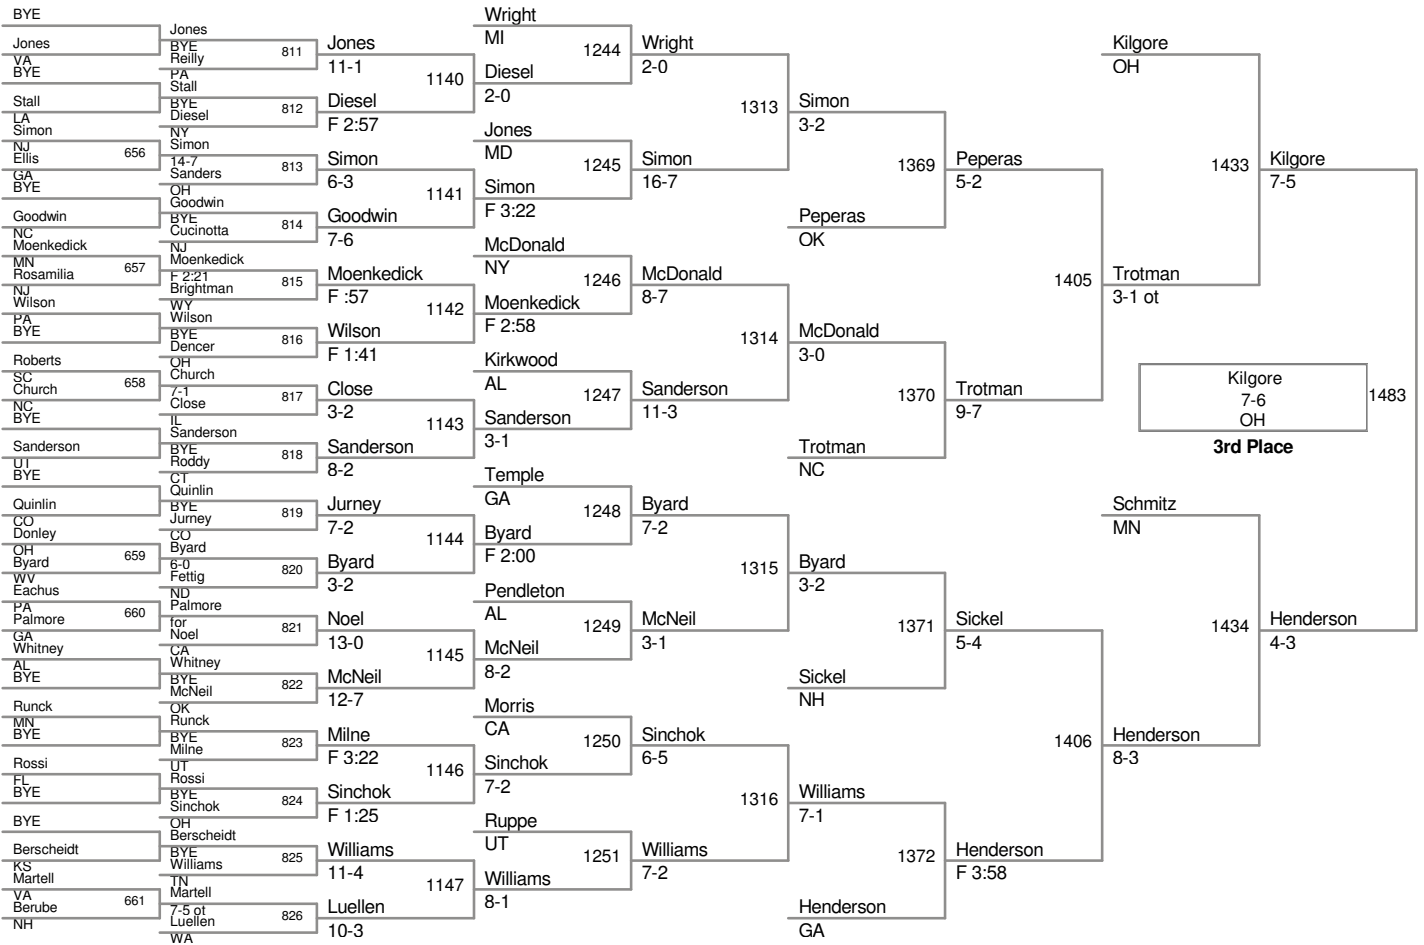 BYE
Jones
VA
BYE
Stall
LA
Simon
NJ
Ellis
656
GA
BYE
Goodwin
NC
Moenkedick
MN
Rosamilia
657
NJ
Wilson
PA
BYE
Roberts
SC
Church
658
NC
BYE
Sanderson
UT
BYE
Quinlin
CO
Donley
OH
Byard
659
WV
Eachus
PA
Palmore
660
GA
Whitney
AL
BYE
Runck
MN
BYE
Rossi
FL
BYE
BYE
Berscheidt
KS
Martell
VA
Berube
661
NH
Jones
BYE
Reilly
811
PA
Stall
BYE
Diesel
812
NY
Simon
14-7
Sanders
813
OH
Goodwin
BYE
Cucinotta
814
NJ
Moenkedick
F 2:21
Brightman
815
WY
Wilson
BYE
Dencer
816
OH
Church
7-1
Close
817
IL
Sanderson
BYE
Roddy
818
CT
Quinlin
BYE
Jurney
819
CO
Byard
6-0
Fettig
820
ND
Palmore
for
Noel
821
CA
Whitney
BYE
McNeil
822
OK
Runck
BYE
Milne
823
UT
Rossi
BYE
Sinchok
824
OH
Berscheidt
BYE
Williams
825
TN
Martell
7-5 ot
Luellen
826
WA
Jones
11-1
1140
Diesel
F 2:57
Simon
6-3
1141
Goodwin
7-6
Moenkedick
F :57
1142
Wilson
F 1:41
Close
3-2
1143
Sanderson
8-2
Jurney
7-2
1144
Byard
3-2
Noel
13-0
1145
McNeil
12-7
Milne
F 3:22
1146
Sinchok
F 1:25
Williams
11-4
1147
Luellen
10-3
Wright
MI
1244
Diesel
2-0
Jones
MD
1245
Simon
F 3:22
McDonald
NY
1246
Moenkedick
F 2:58
Kirkwood
AL
1247
Sanderson
3-1
Temple
GA
1248
Byard
F 2:00
Pendleton
AL
1249
McNeil
8-2
Morris
CA
1250
Sinchok
7-2
Ruppe
UT
1251
Williams
8-1
Wright
2-0
1313
Simon
16-7
McDonald
8-7
1314
Sanderson
11-3
Byard
7-2
1315
McNeil
3-1
Sinchok
6-5
1316
Williams
7-2
Simon
3-2
1369
Peperas
OK
McDonald
3-0
1370
Trotman
NC
Byard
3-2
1371
Sickel
NH
Williams
7-1
1372
Henderson
GA
Peperas
5-2
1405
Trotman
9-7
Sickel
5-4
1406
Henderson
F 3:58
Kilgore
OH
1433
Trotman
3-1 ot
Schmitz
MN
1434
Henderson
8-3
Kilgore
7-5
Kilgore
7-6
OH
1483
3rd Place
Henderson
4-3